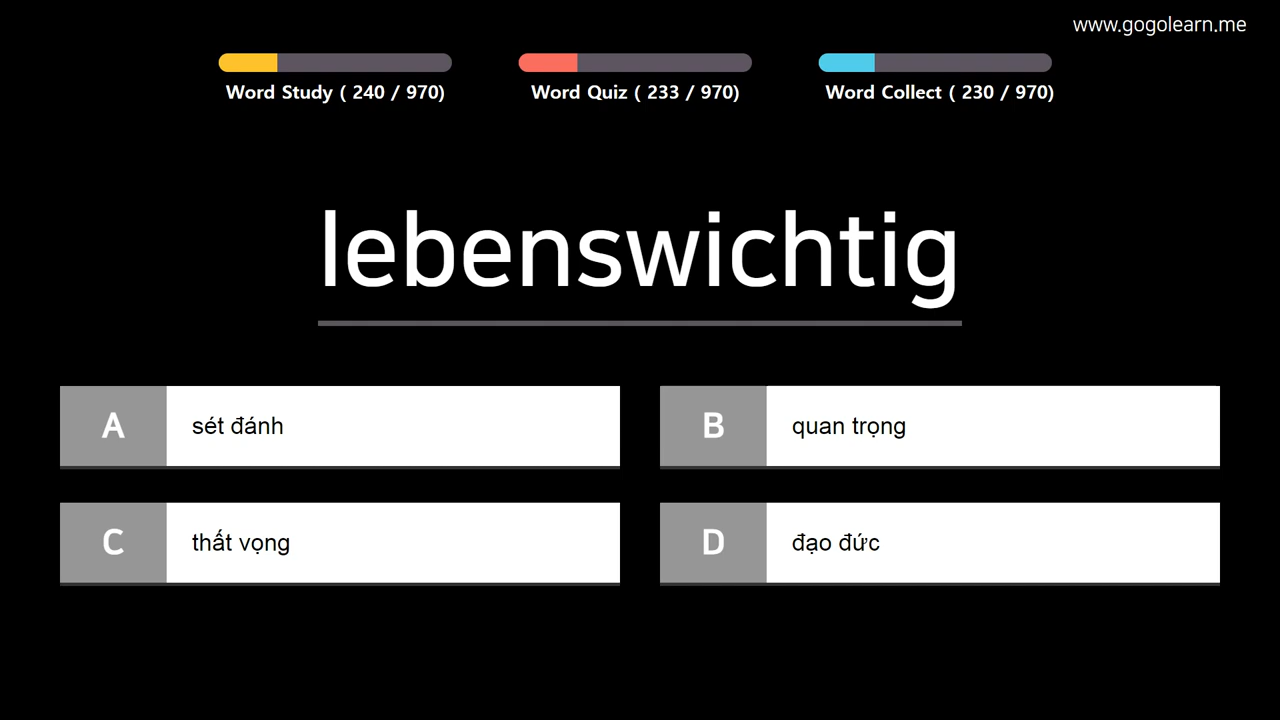 www.gogolearn.me
Word Study ( 240 / 970)
Word Quiz ( 233 / 970)
Word Collect ( 230 / 970)
lebenswichtig
A sét đánh
B quan trọng
C thất vọng
D đạo đức